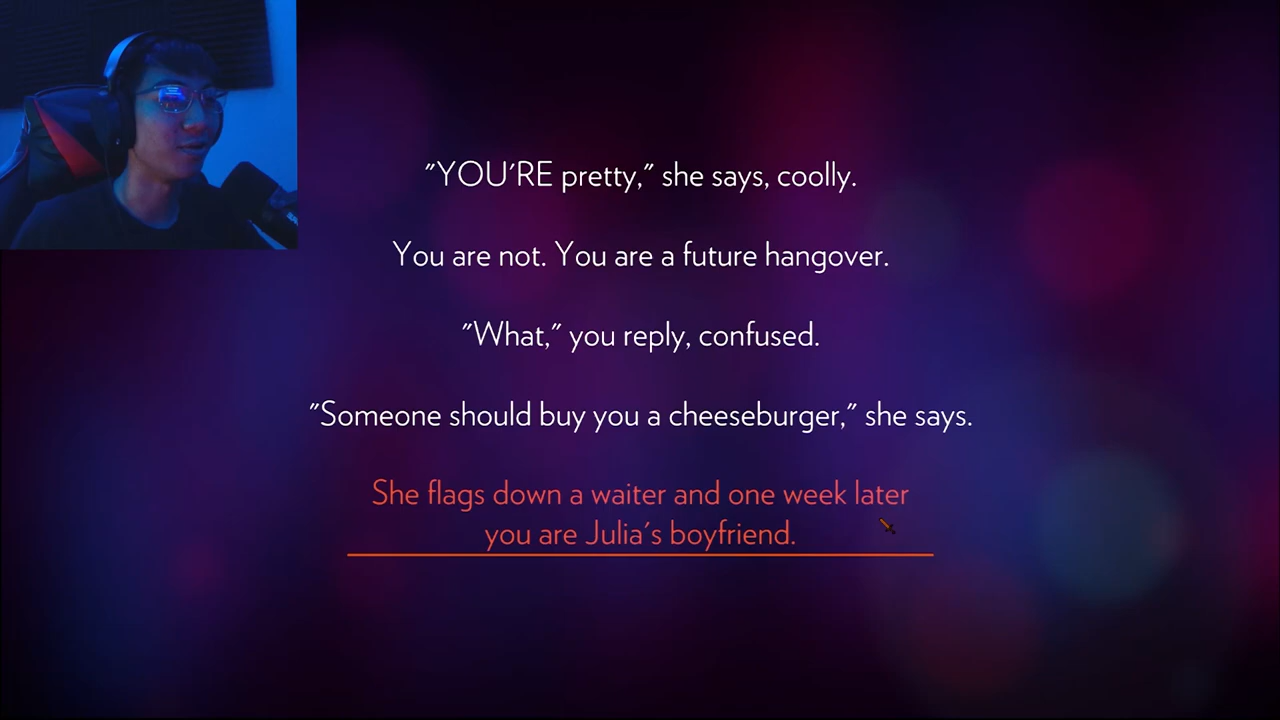 "YOU'RE pretty," she says, coolly.
You are not. You are a future hangover.
"What," you reply, confused.
"Someone should buy you a cheeseburger," she says.
She flags down a waiter and one week later
you are Julia's boyfriend.